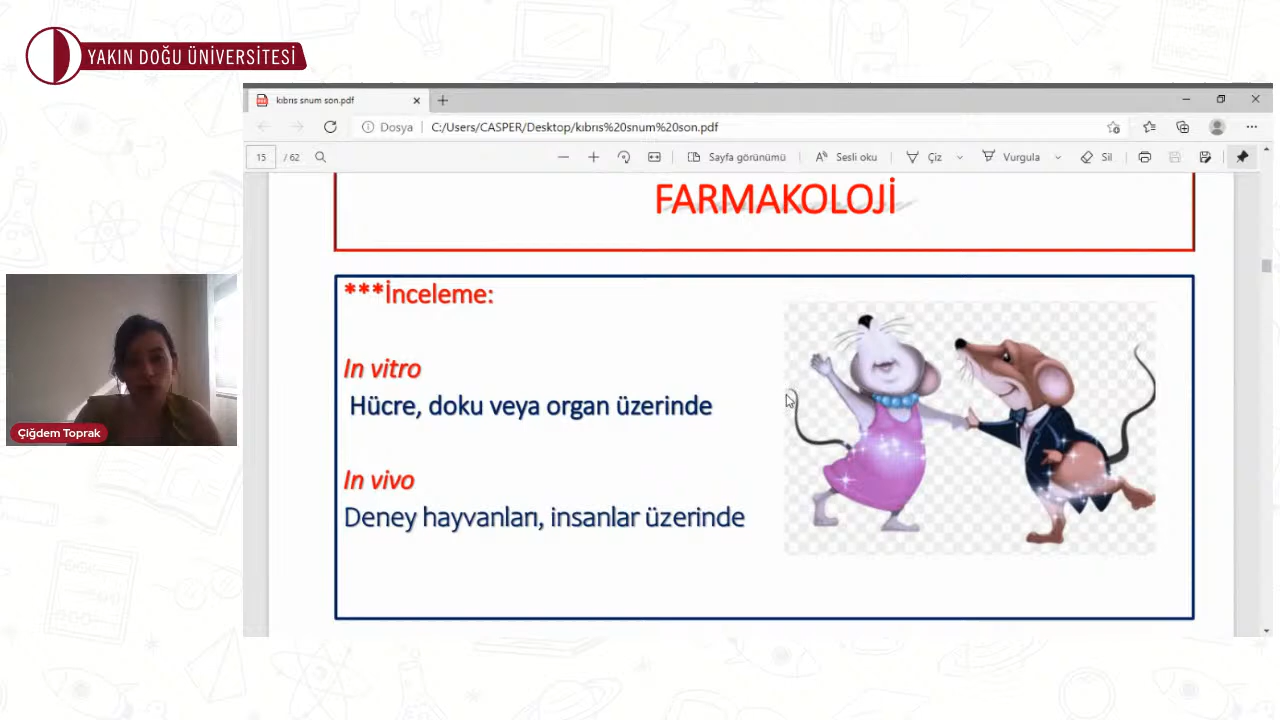 YAKIN DOĞU ÜNİVERSİTESİ
kıbrıs snum son.pdf
Dosya
C:/Users/CASPER/Desktop/kıbrıs%20snum%20son.pdf
15 / 62
Sayfa görünümü
Sesli oku
Çiz
Vurgula
Sil
FARMAKOLOJİ
***İnceleme:
In vitro
Hücre, doku veya organ üzerinde
In vivo
Deney hayvanları, insanlar üzerinde
Çiğdem Toprak